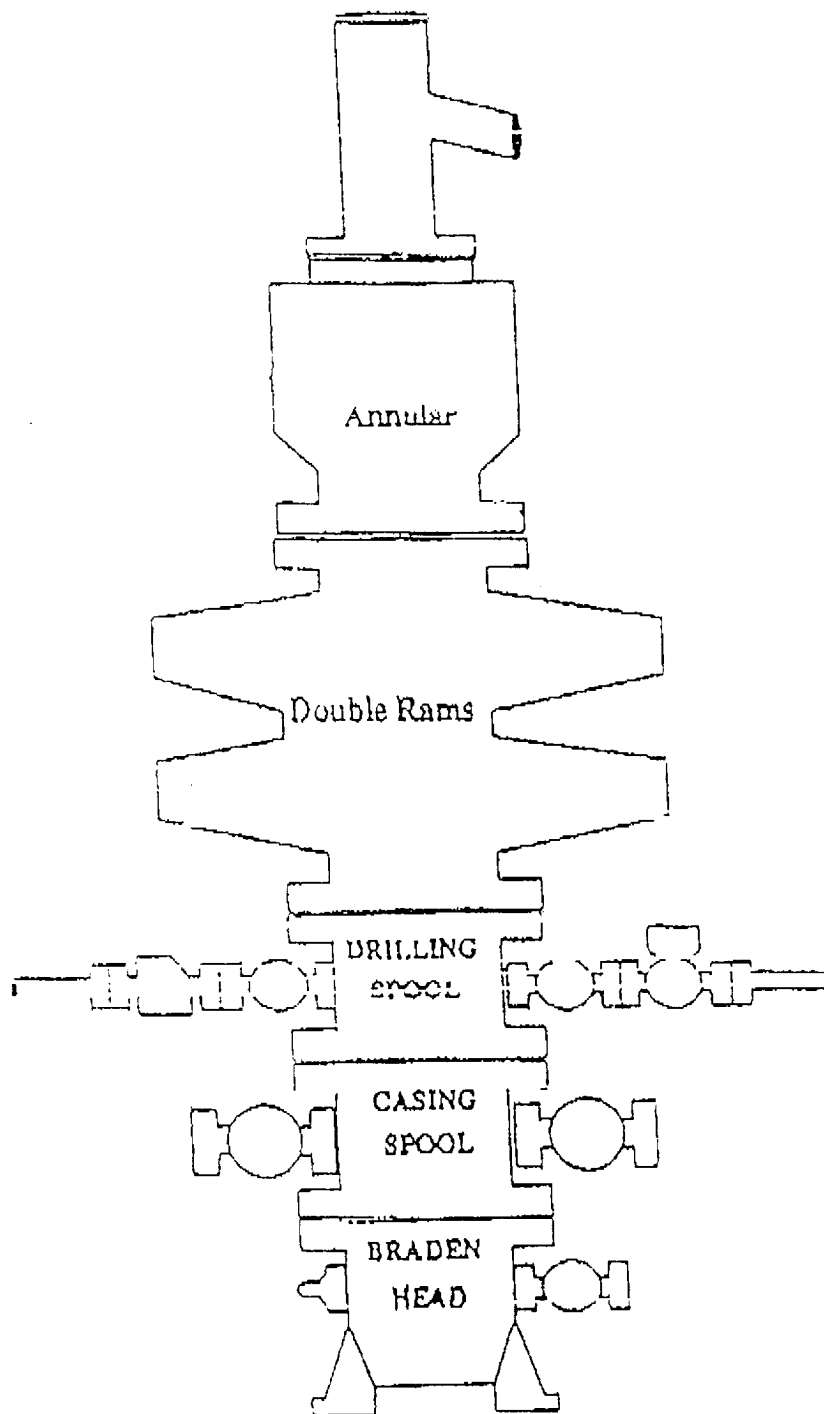 Annular
Double Rams
DRILLING
SPOOL
CASING
SPOOL
BRADEN
HEAD